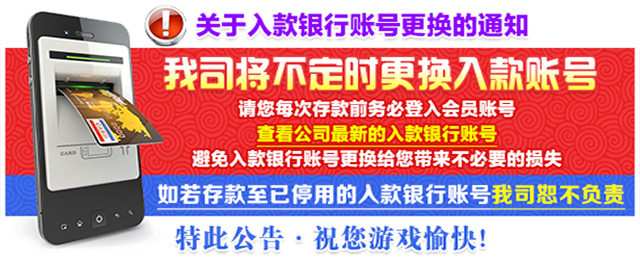 关于入款银行账号更换的通知
我司将不定时更换入款账号
请您每次存款前务必登入会员账号
查看公司最新的入款银行账号
避免入款银行账号更换给您带来不必要的损失
如若存款至已停用的入款银行账号我司恕不负责
特此公告·祝您游戏愉快!
CARD